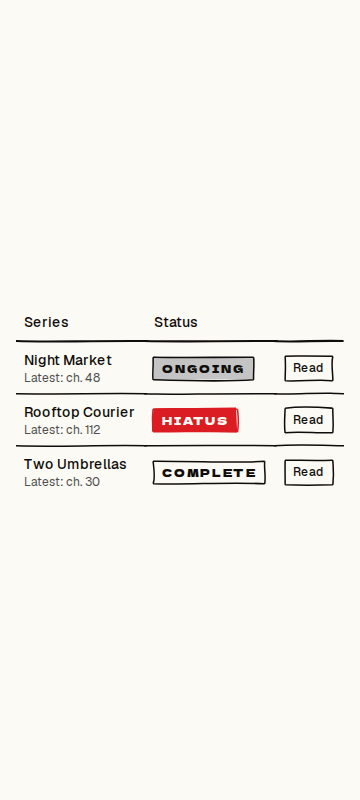 Series Status
Night Market ONGOING Read
Latest: ch. 48
Rooftop Courier HIATUS Read
Latest: ch. 112
Two Umbrellas COMPLETE Read
Latest: ch. 30